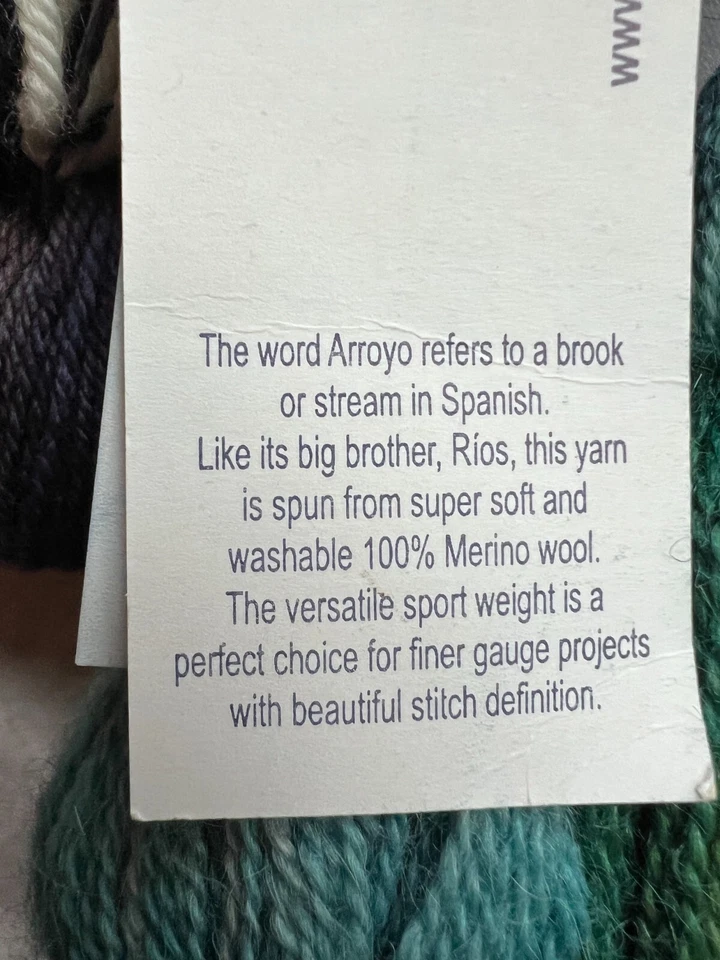 www
The word Arroyo refers to a brook
or stream in Spanish.
Like its big brother, Ríos, this yarn
is spun from super soft and
washable 100% Merino wool.
The versatile sport weight is a
perfect choice for finer gauge projects
with beautiful stitch definition.